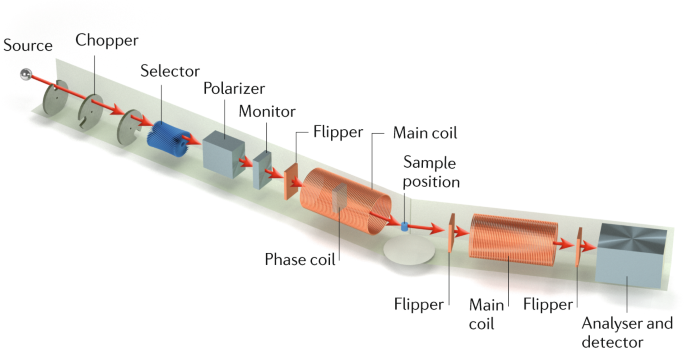 Source
Chopper
Selector
Polarizer
Monitor
Flipper
Main coil
Sample
position
Phase coil
Flipper
Main
coil
Flipper
Analyser and
detector